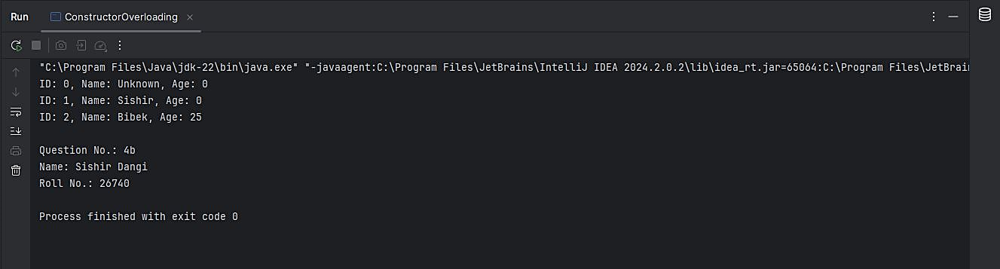 Run ConstructorOverloading
"C:\Program Files\Java\jdk-22\bin\java.exe" "-javaagent:C:\Program Files\JetBrains\IntelliJ IDEA 2024.2.0.2\lib\idea_rt.jar=65064:C:\Program Files\JetBrai
ID: 0, Name: Unknown, Age: 0
ID: 1, Name: Sishir, Age: 0
ID: 2, Name: Bibek, Age: 25
Question No.: 4b
Name: Sishir Dangi
Roll No.: 26740
Process finished with exit code 0